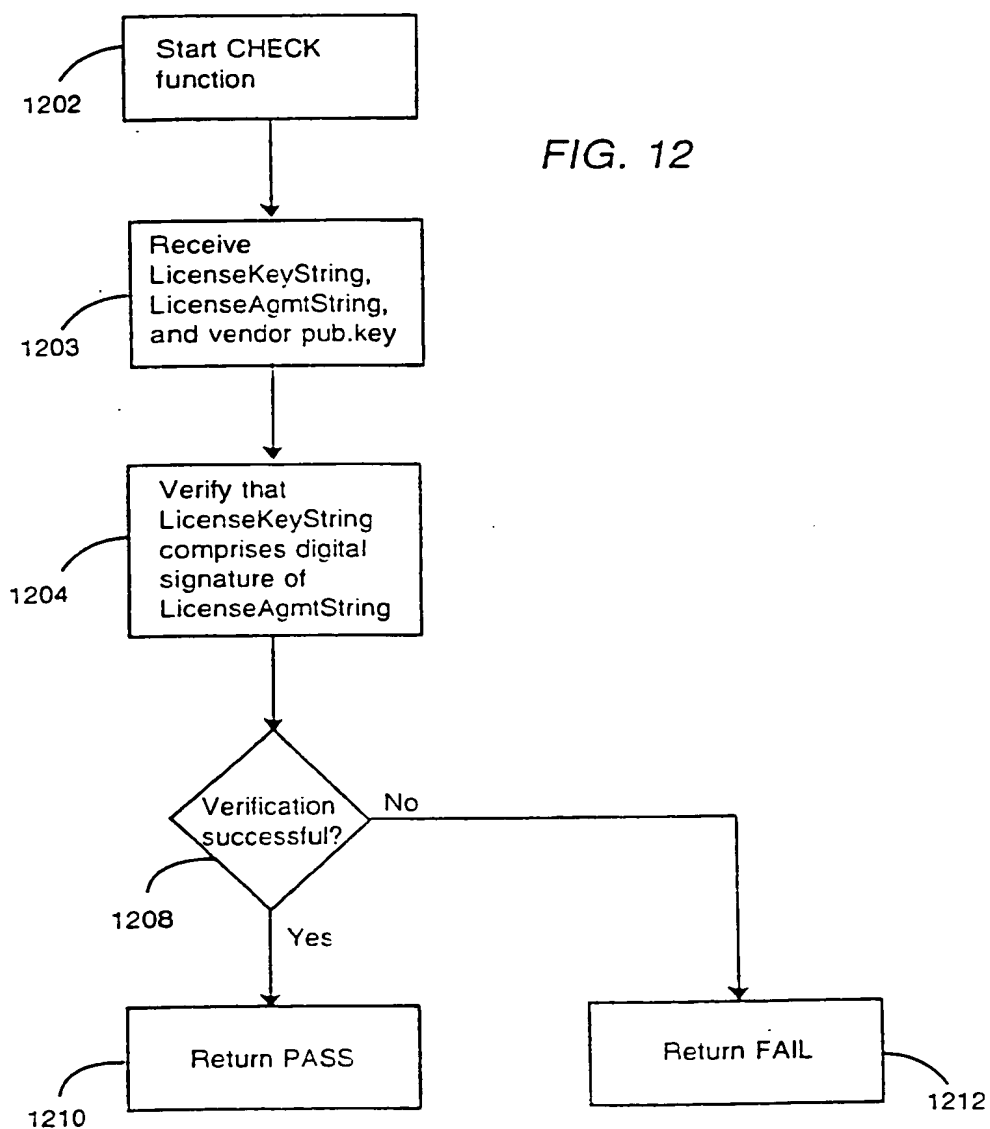 Start CHECK
function
1202
FIG. 12
Receive
LicenseKeyString,
LicenseAgmtString,
and vendor pub.key
1203
Verify that
LicenseKeyString
comprises digital
signature of
LicenseAgmtString
1204
Verification
successful?
No
1208
Yes
Return PASS
1210
Return FAIL
1212